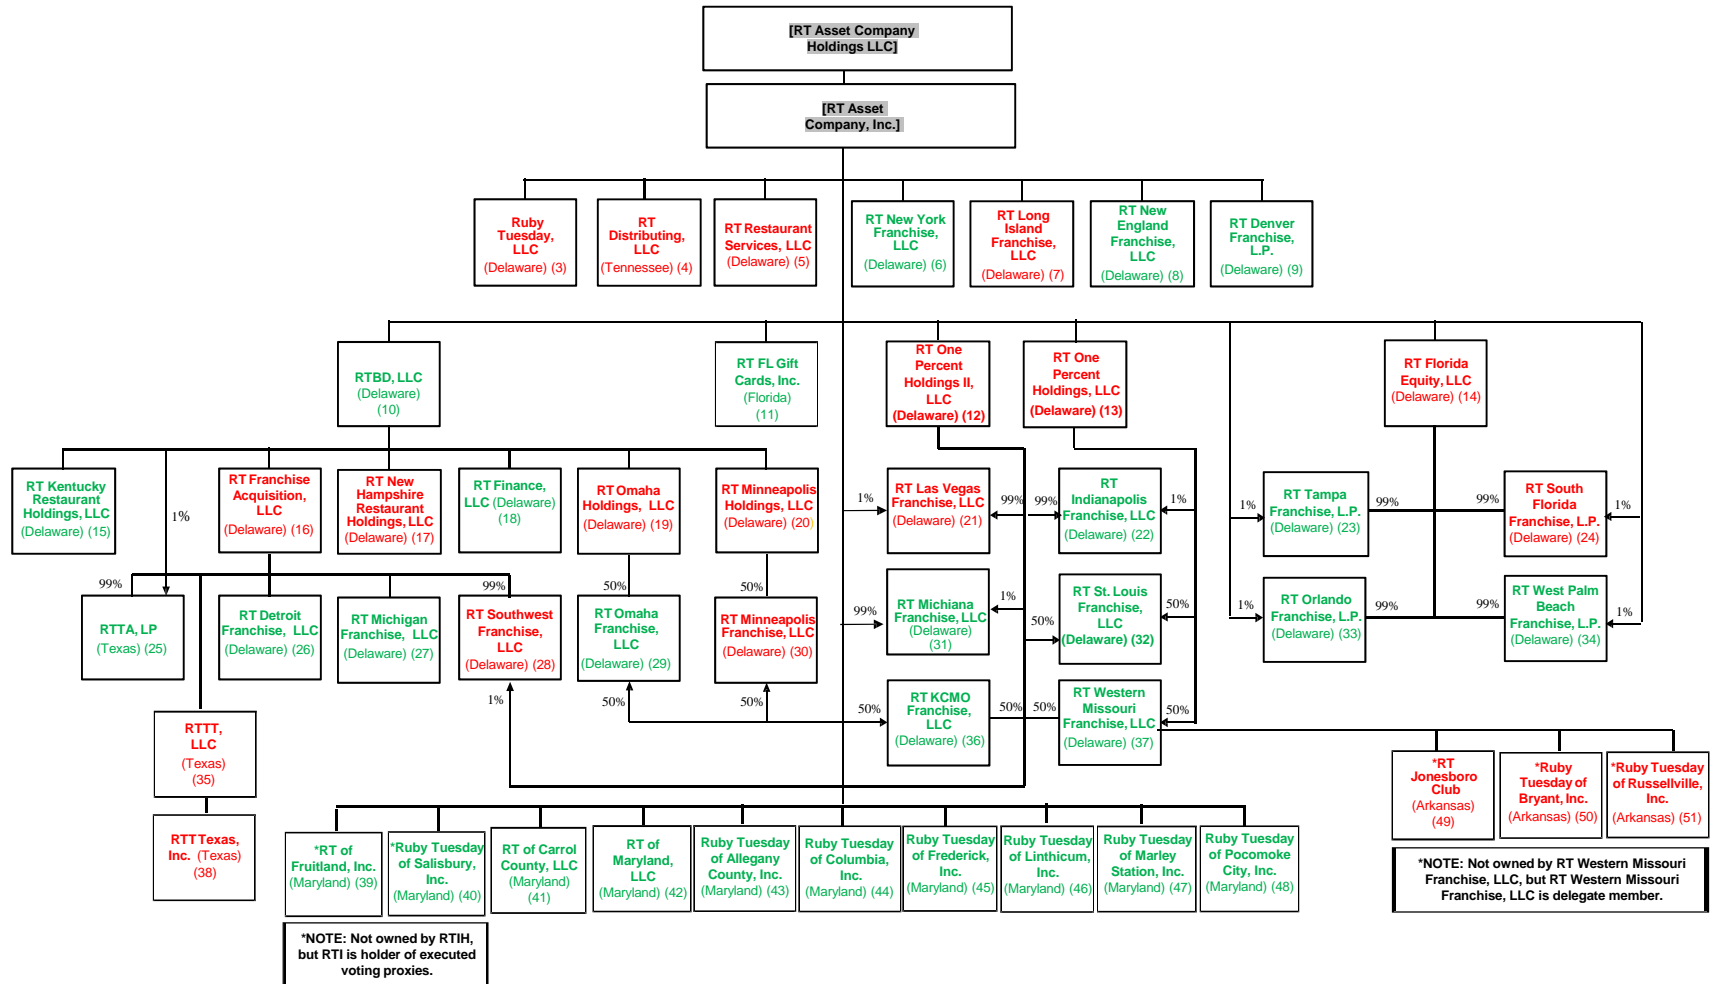 [RT Asset Company
Holdings LLC]
[RT Asset
Company, Inc.]
Ruby
Tuesday,
LLC
(Delaware) (3)
RT
Distributing,
LLC
(Tennessee) (4)
RT Restaurant
Services, LLC
(Delaware) (5)
RT New York
Franchise,
LLC
(Delaware) (6)
RT Long
Island
Franchise,
LLC
(Delaware) (7)
RT New
England
Franchise,
LLC
(Delaware) (8)
RT Denver
Franchise,
L.P.
(Delaware) (9)
RTBD, LLC
(Delaware)
(10)
RT FL Gift
Cards, Inc.
(Florida)
(11)
RT One
Percent
Holdings II,
LLC
(Delaware) (12)
RT One
Percent
Holdings, LLC
(Delaware) (13)
RT Florida
Equity, LLC
(Delaware) (14)
RT Kentucky
Restaurant
Holdings, LLC
(Delaware) (15)
1%
RT Franchise
Acquisition,
LLC
(Delaware) (16)
RT New
Hampshire
Restaurant
Holdings, LLC
(Delaware) (17)
RT Finance,
LLC (Delaware)
(18)
RT Omaha
Holdings, LLC
(Delaware) (19)
RT Minneapolis
Holdings, LLC
(Delaware) (20)
1%
RT Las Vegas
Franchise, LLC
(Delaware) (21)
99%
99%
RT
Indianapolis
Franchise, LLC
(Delaware) (22)
1%
1%
RT Tampa
Franchise, L.P.
(Delaware) (23)
99%
99%
RT South
Florida
Franchise, L.P.
(Delaware) (24)
1%
99%
RTTA, LP
(Texas) (25)
RT Detroit
Franchise, LLC
(Delaware) (26)
RT Michigan
Franchise, LLC
(Delaware) (27)
99%
RT Southwest
Franchise,
LLC
(Delaware) (28)
1%
50%
RT Omaha
Franchise,
LLC
(Delaware) (29)
50%
50%
RT Minneapolis
Franchise, LLC
(Delaware) (30)
50%
99%
RT Michiana
Franchise, LLC
(Delaware)
(31)
1%
50%
RT St. Louis
Franchise,
LLC
(Delaware) (32)
50%
1%
RT Orlando
Franchise, L.P.
(Delaware) (33)
99%
99%
RT West Palm
Beach
Franchise, L.P.
(Delaware) (34)
1%
RTTT,
LLC
(Texas)
(35)
50%
RT KCMO
Franchise,
LLC
(Delaware) (36)
50%
50%
RT Western
Missouri
Franchise, LLC
(Delaware) (37)
50%
RTT Texas,
Inc. (Texas)
(38)
*RT of
Fruitland, Inc.
(Maryland) (39)
*Ruby Tuesday
of Salisbury,
Inc.
(Maryland) (40)
RT of Carrol
County, LLC
(Maryland)
(41)
RT of
Maryland,
LLC
(Maryland) (42)
Ruby Tuesday
of Allegany
County, Inc.
(Maryland) (43)
Ruby Tuesday
of Columbia,
Inc.
(Maryland) (44)
Ruby Tuesday
of Frederick,
Inc.
(Maryland) (45)
Ruby Tuesday
of Linthicum,
Inc.
(Maryland) (46)
Ruby Tuesday
of Marley
Station, Inc.
(Maryland) (47)
Ruby Tuesday
of Pocomoke
City, Inc.
(Maryland) (48)
*RT
Jonesboro
Club
(Arkansas)
(49)
*Ruby
Tuesday of
Bryant, Inc.
(Arkansas) (50)
*Ruby Tuesday
of Russellville,
Inc.
(Arkansas) (51)
*NOTE: Not owned by RT Western Missouri
Franchise, LLC, but RT Western Missouri
Franchise, LLC is delegate member.
*NOTE: Not owned by RTIH,
but RTI is holder of executed
voting proxies.